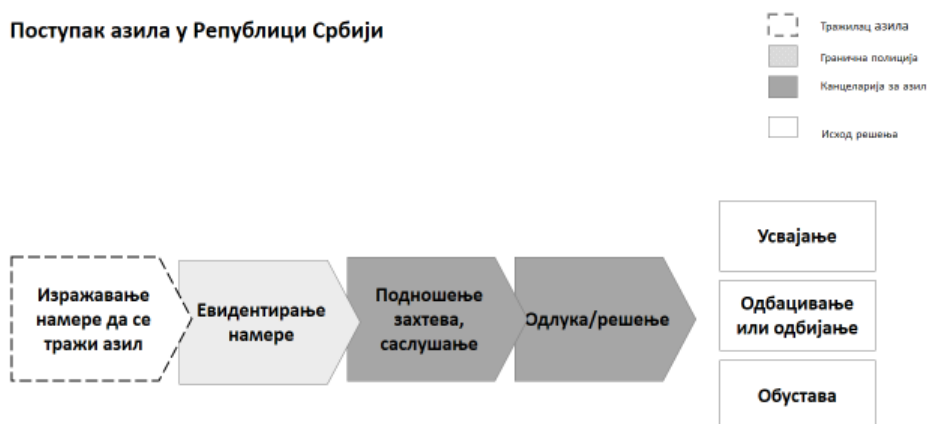 Поступак азила у Републици Србији
Тражилац азила
Гранична полиција
Канцеларија за азил
Исход решења
Изражавање
намере да се
тражи азил
Евидентирање
намере
Подношење
захтева,
саслушање
Одлука/решење
Усвајање
Одбацивање
или одбијање
Обустава